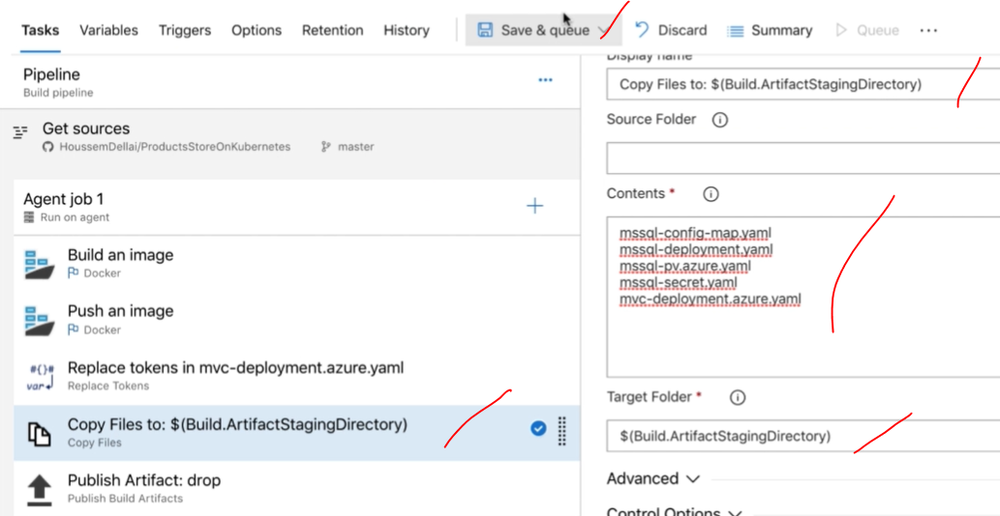 Tasks Variables Triggers Options Retention History Save & queue Discard Summary Queue
Pipeline
Build pipeline
Get sources
HoussemDellai/ProductsStoreOnKubernetes master
Agent job 1
Run on agent
Build an image
Docker
Push an image
Docker
#{}#
var
Replace tokens in mvc-deployment.azure.yaml
Replace Tokens
Copy Files to: $(Build.ArtifactStagingDirectory)
Copy Files
Publish Artifact: drop
Publish Build Artifacts
Display name
Copy Files to: $(Build.ArtifactStagingDirectory)
Source Folder
Contents *
mssql-config-map.yaml
mssql-deployment.yaml
mssql-pv.azure.yaml
mssql-secret.yaml
mvc-deployment.azure.yaml
Target Folder *
$(Build.ArtifactStagingDirectory)
Advanced
Control Options